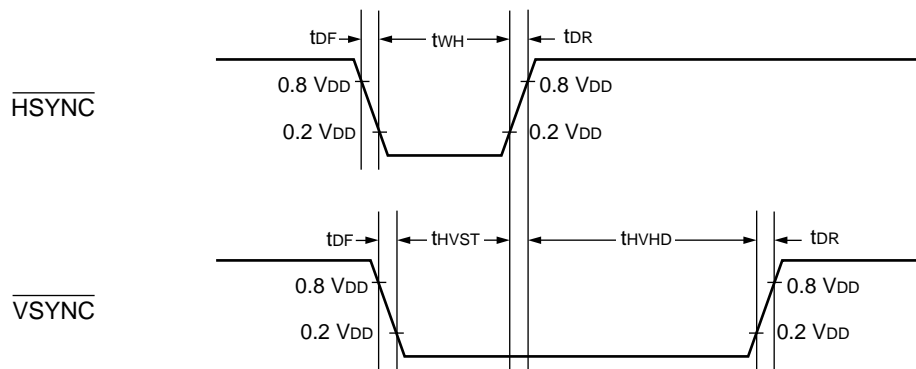 tDF tWH tDR
0.8 VDD 0.8 VDD
HSYNC
0.2 VDD 0.2 VDD
tDF tHVST tHVHD tDR
0.8 VDD 0.8 VDD
VSYNC
0.2 VDD 0.2 VDD